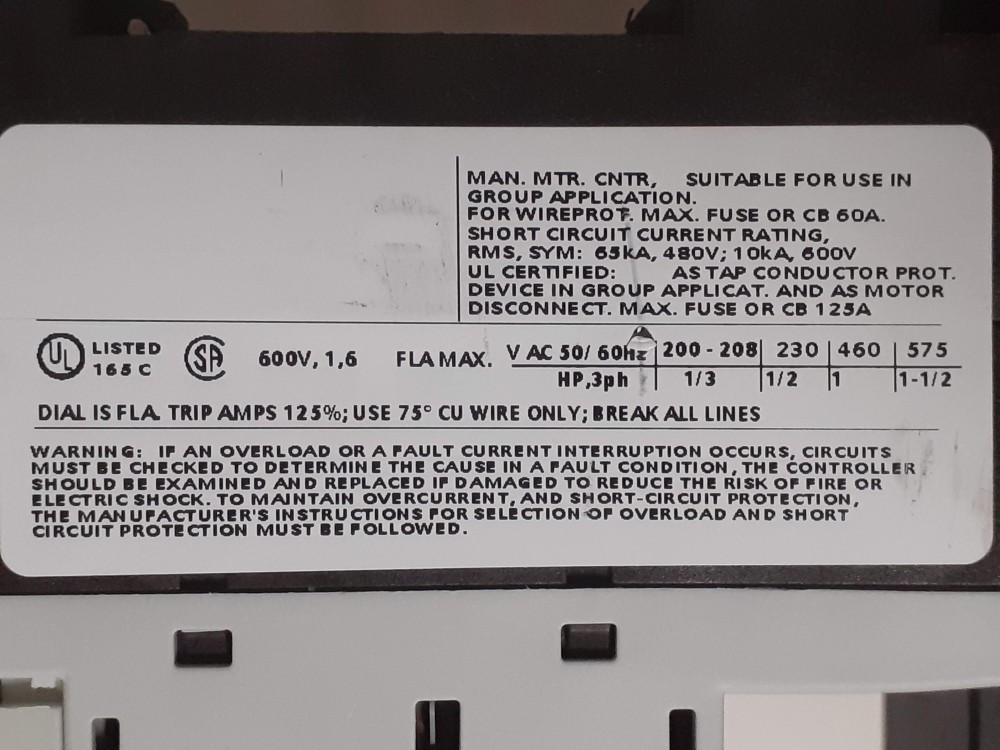 MAN. MTR. CNTR, SUITABLE FOR USE IN
GROUP APPLICATION.
FOR WIREPROT. MAX. FUSE OR CB 60A.
SHORT CIRCUIT CURRENT RATING,
RMS, SYM: 65kA, 480V; 10kA, 600V
UL CERTIFIED: AS TAP CONDUCTOR PROT.
DEVICE IN GROUP APPLICAT. AND AS MOTOR
DISCONNECT. MAX. FUSE OR CB 125A
UL LISTED 165 C SA 600V, 1,6 FLA MAX. V AC 50/ 60hz 200 - 208 230 460 575
HP,3ph 1/3 1/2 1 1-1/2
DIAL IS FLA. TRIP AMPS 125%; USE 75° CU WIRE ONLY; BREAK ALL LINES
WARNING: IF AN OVERLOAD OR A FAULT CURRENT INTERRUPTION OCCURS, CIRCUITS
MUST BE CHECKED TO DETERMINE THE CAUSE IN A FAULT CONDITION, THE CONTROLLER
SHOULD BE EXAMINED AND REPLACED IF DAMAGED TO REDUCE THE RISK OF FIRE OR
ELECTRIC SHOCK. TO MAINTAIN OVERCURRENT, AND SHORT-CIRCUIT PROTECTION,
THE MANUFACTURER'S INSTRUCTIONS FOR SELECTION OF OVERLOAD AND SHORT
CIRCUIT PROTECTION MUST BE FOLLOWED.